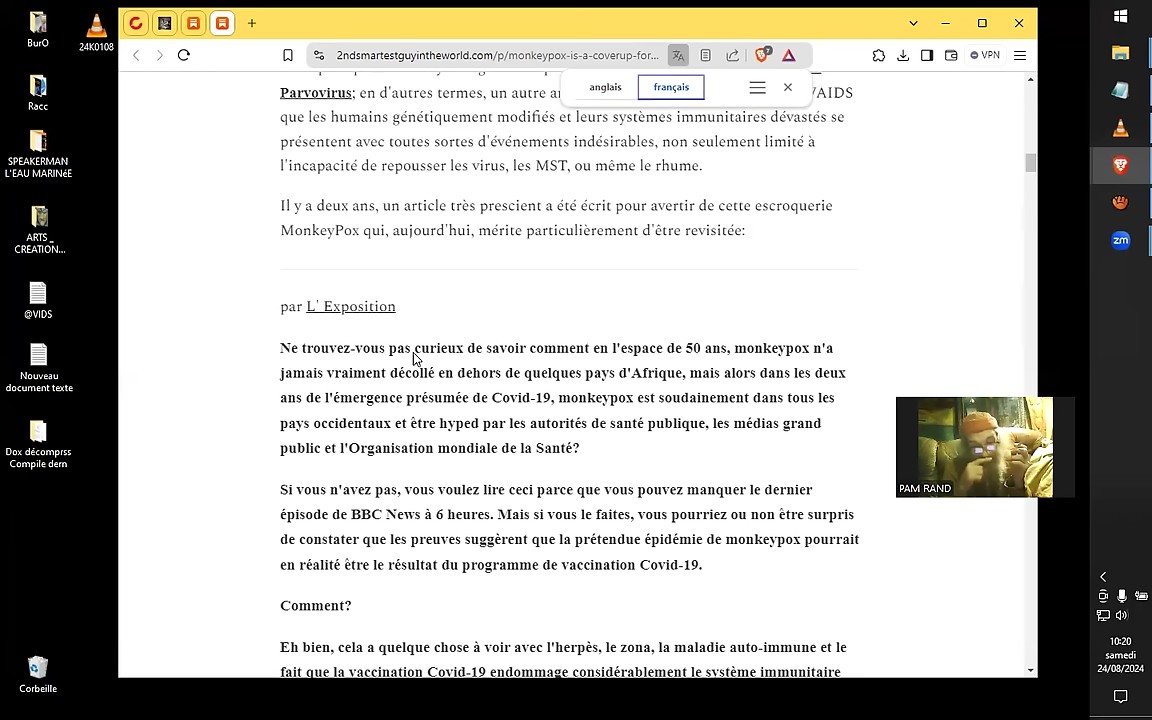 BurO
24K0108
Racc
SPEAKERMAN
L'EAU MARINéE
ARTS _
CREATION...
@VIDS
Nouveau
document texte
Dox décomprss
Compile dern
Corbeille
2ndsmartestguyintheworld.com/p/monkeypox-is-a-coverup-for...
VPN
anglais
français
Parvovirus; en d'autres termes, un autre
/AIDS
que les humains génétiquement modifiés et leurs systèmes immunitaires dévastés se
présentent avec toutes sortes d'événements indésirables, non seulement limité à
l'incapacité de repousser les virus, les MST, ou même le rhume.
Il y a deux ans, un article très prescient a été écrit pour avertir de cette escroquerie
MonkeyPox qui, aujourd'hui, mérite particulièrement d'être revisitée:
par L' Exposition
Ne trouvez-vous pas curieux de savoir comment en l'espace de 50 ans, monkeypox n'a
jamais vraiment décollé en dehors de quelques pays d'Afrique, mais alors dans les deux
ans de l'émergence présumée de Covid-19, monkeypox est soudainement dans tous les
pays occidentaux et être hyped par les autorités de santé publique, les médias grand
public et l'Organisation mondiale de la Santé?
Si vous n'avez pas, vous voulez lire ceci parce que vous pouvez manquer le dernier
épisode de BBC News à 6 heures. Mais si vous le faites, vous pourriez ou non être surpris
de constater que les preuves suggèrent que la prétendue épidémie de monkeypox pourrait
en réalité être le résultat du programme de vaccination Covid-19.
Comment?
Eh bien, cela a quelque chose à voir avec l'herpès, le zona, la maladie auto-immune et le
fait que la vaccination Covid-19 endommage considérablement le système immunitaire
PAM RAND
zm
10:20
samedi
24/08/2024